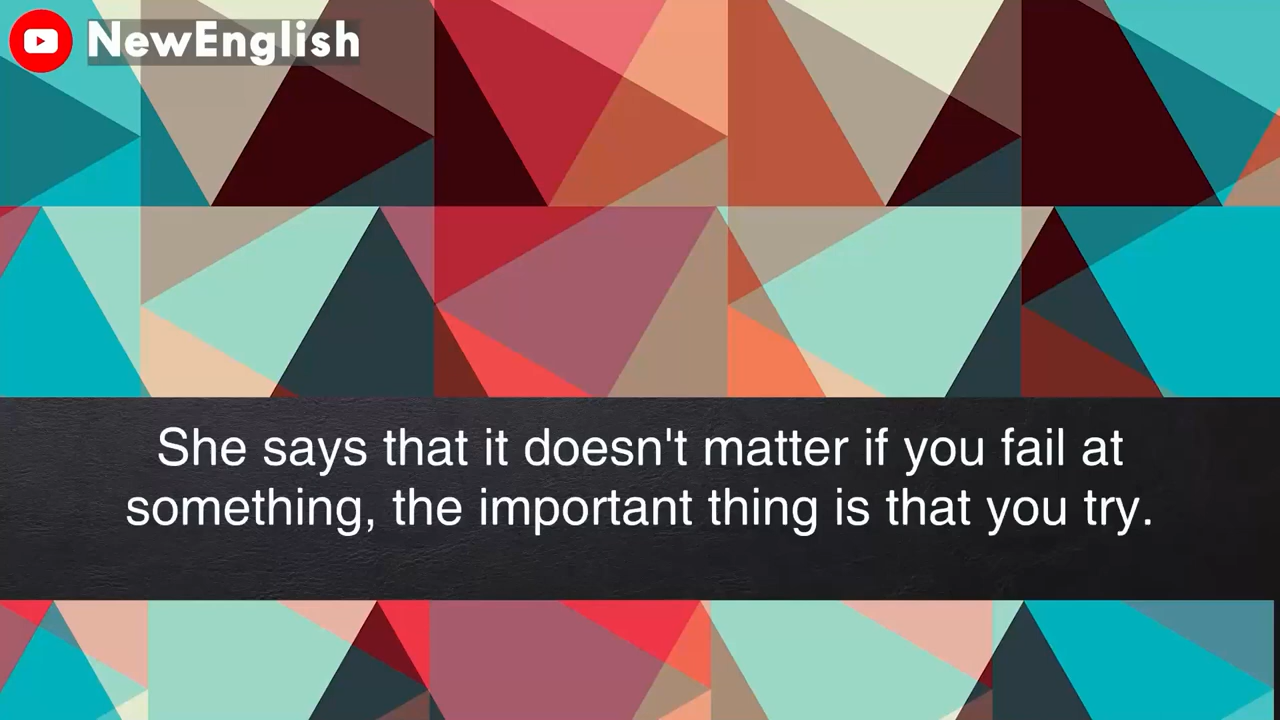 NewEnglish
She says that it doesn't matter if you fail at
something, the important thing is that you try.